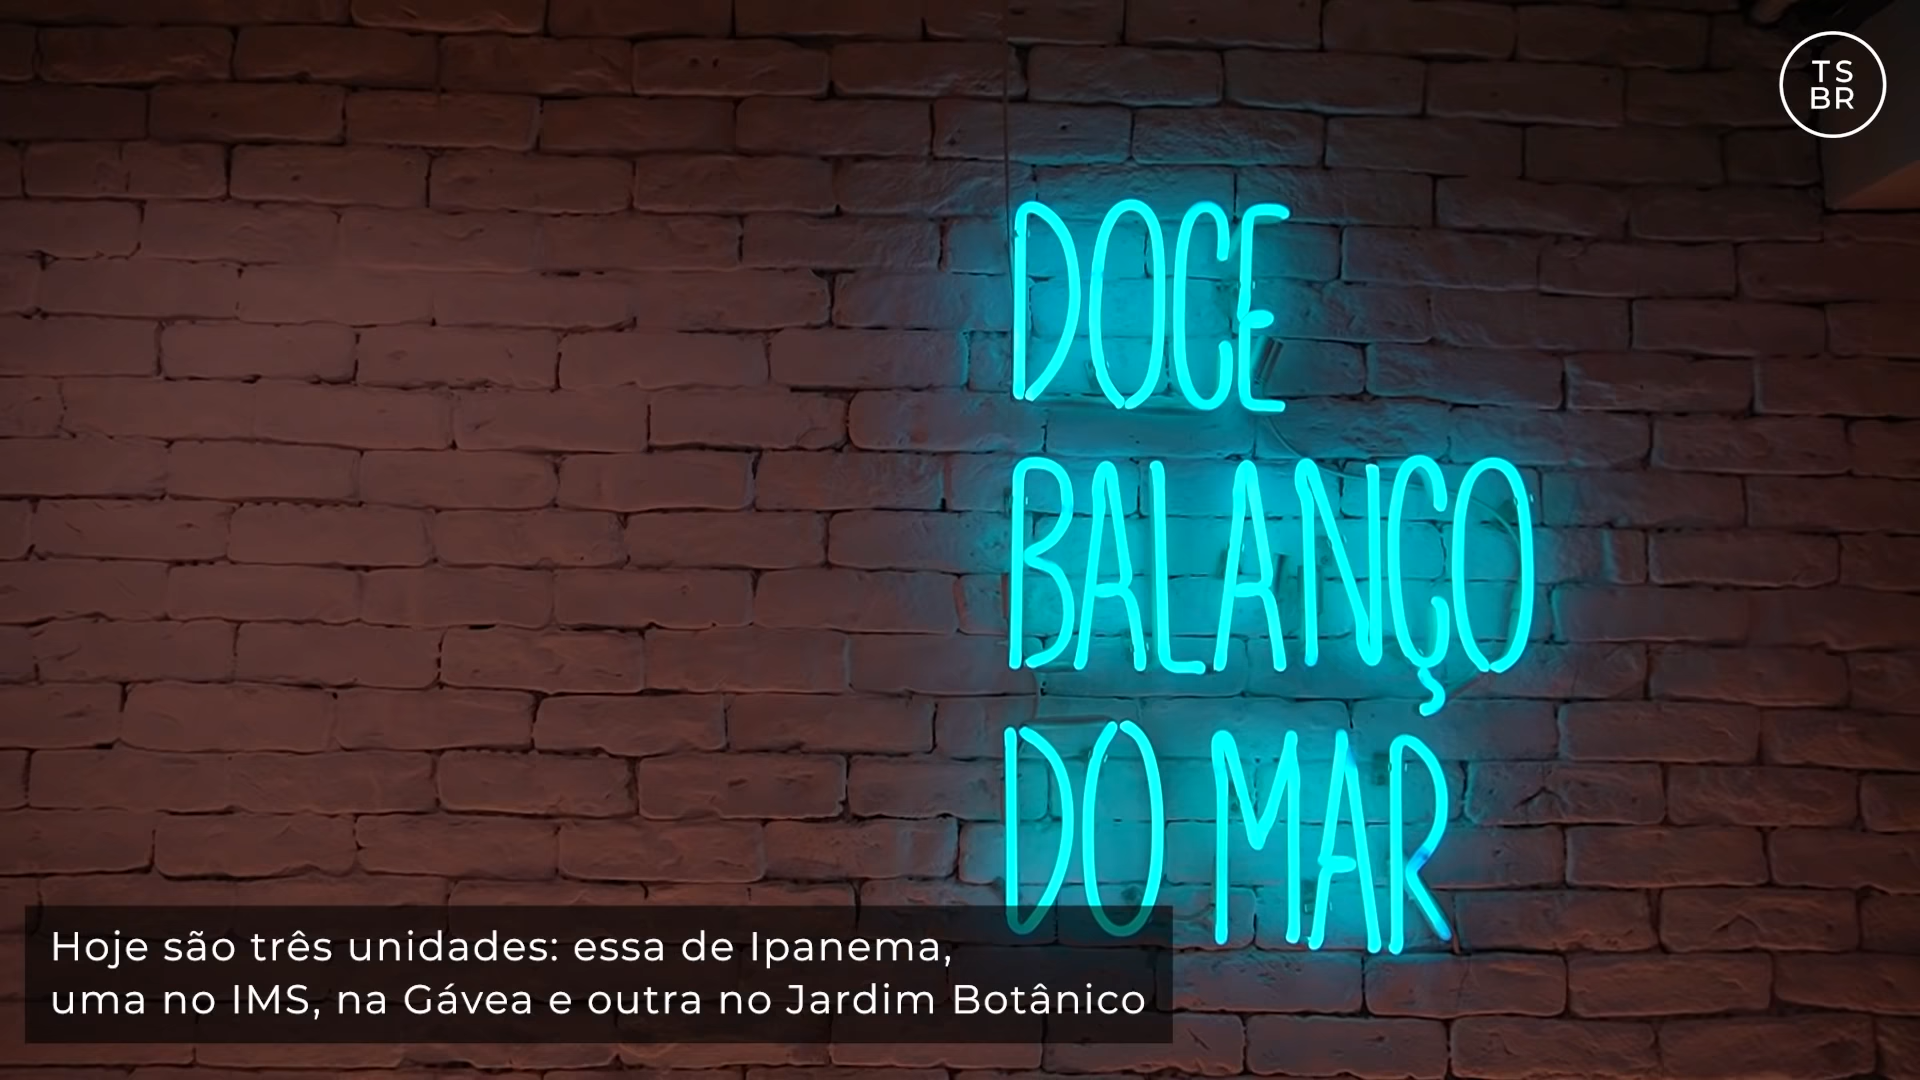 TS
BR
DOCE
BALANÇO
DO MAR
Hoje são três unidades: essa de Ipanema,
uma no IMS, na Gávea e outra no Jardim Botânico